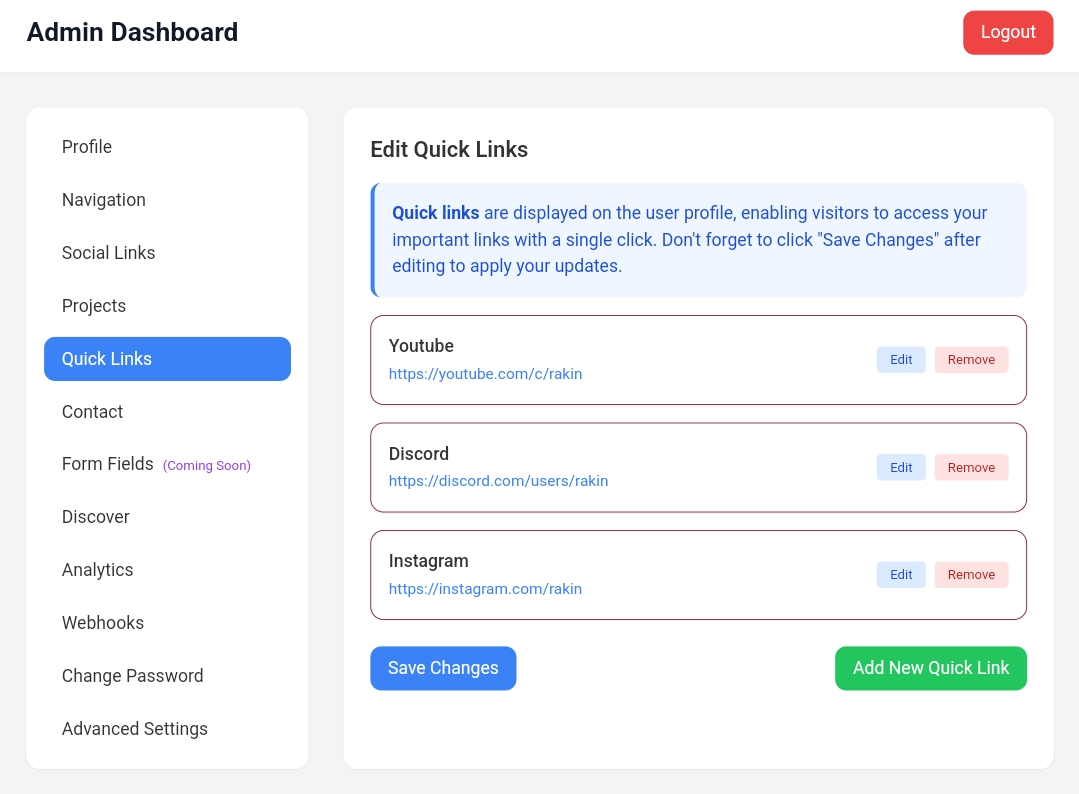 Admin Dashboard
Logout
Profile
Navigation
Social Links
Projects
Quick Links
Contact
Form Fields (Coming Soon)
Discover
Analytics
Webhooks
Change Password
Advanced Settings
Edit Quick Links
Quick links are displayed on the user profile, enabling visitors to access your
important links with a single click. Don't forget to click "Save Changes" after
editing to apply your updates.
Youtube
https://youtube.com/c/rakin
Edit
Remove
Discord
https://discord.com/users/rakin
Edit
Remove
Instagram
https://instagram.com/rakin
Edit
Remove
Save Changes
Add New Quick Link